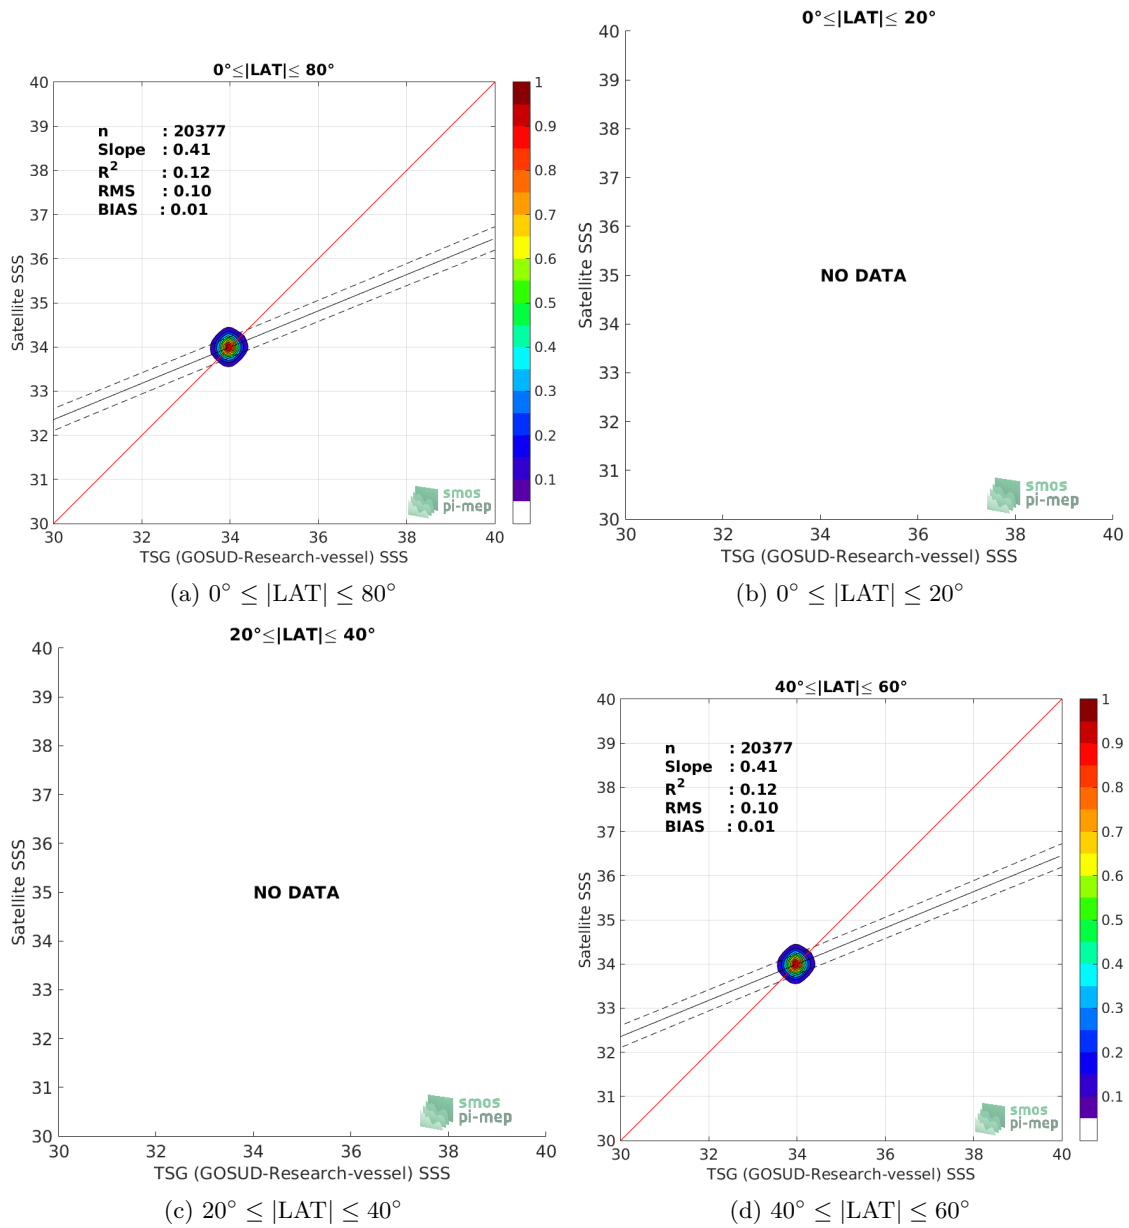 0°≤|LAT|≤ 80°
40
39
38
37
36
35
34
33
32
31
30
Satellite SSS
n : 20377
Slope : 0.41
R² : 0.12
RMS : 0.10
BIAS : 0.01
smos
pi-mep
30 32 34 36 38 40
TSG (GOSUD-Research-vessel) SSS
1
0.9
0.8
0.7
0.6
0.5
0.4
0.3
0.2
0.1
(a) 0° ≤ |LAT| ≤ 80°
0°≤|LAT|≤ 20°
40
39
38
37
36
35
34
33
32
31
30
Satellite SSS
NO DATA
smos
pi-mep
30 32 34 36 38 40
TSG (GOSUD-Research-vessel) SSS
(b) 0° ≤ |LAT| ≤ 20°
20°≤|LAT|≤ 40°
40
39
38
37
36
35
34
33
32
31
30
Satellite SSS
NO DATA
smos
pi-mep
30 32 34 36 38 40
TSG (GOSUD-Research-vessel) SSS
(c) 20° ≤ |LAT| ≤ 40°
40°≤|LAT|≤ 60°
40
39
38
37
36
35
34
33
32
31
30
Satellite SSS
n : 20377
Slope : 0.41
R² : 0.12
RMS : 0.10
BIAS : 0.01
smos
pi-mep
30 32 34 36 38 40
TSG (GOSUD-Research-vessel) SSS
1
0.9
0.8
0.7
0.6
0.5
0.4
0.3
0.2
0.1
(d) 40° ≤ |LAT| ≤ 60°